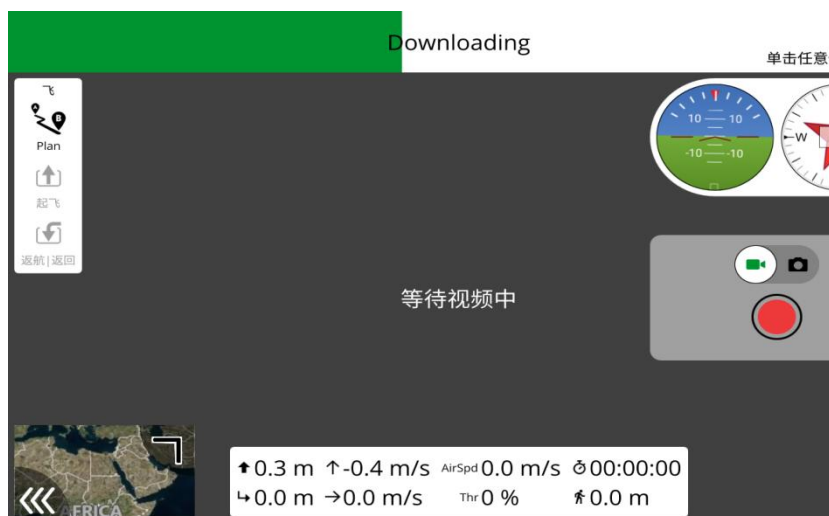 Downloading
单击任意
飞
Plan
起飞
返航|返回
10 10
-10 -10
W
等待视频中
AFRICA
0.3 m -0.4 m/s AirSpd 0.0 m/s 00:00:00
0.0 m 0.0 m/s Thr 0 % 0.0 m